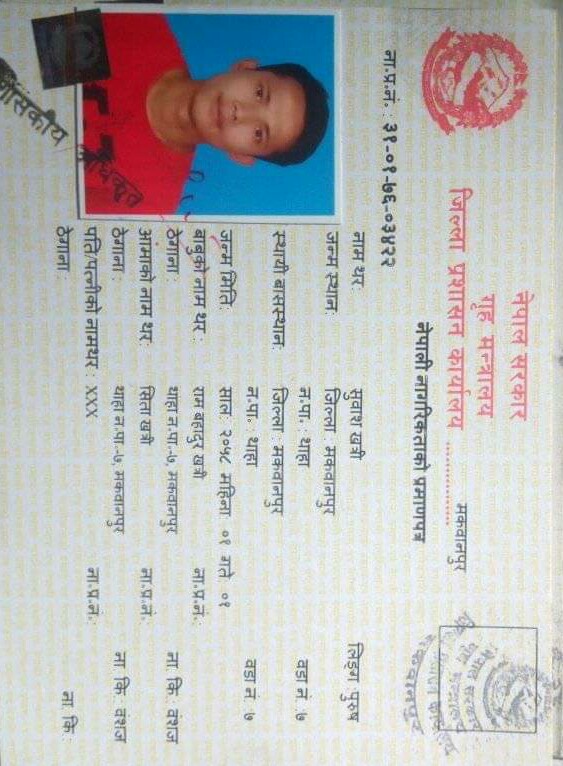 नेपाल सरकार
गृह मन्त्रालय
जिल्ला प्रशासन कार्यालय .............. मकवानपुर
नेपाली नागरिकताको प्रमाणपत्र
नेपाल सरकार
गृह मन्त्रालय
जिल्ला प्रशासन कार्यालय
मकवानपुर
ना.प्र.नं. : ३१-०१-७६-०३४२२
नाम थर: सुवाश खत्री लिङ्ग :पुरुष
जन्म स्थान: जिल्ला : मकवानपुर
न.पा. : थाहा वडा नं :७
स्थायी बासस्थान: जिल्ला : मकवानपुर
न.पा. : थाहा वडा नं :७
जन्म मिति: साल: २०५८ महिना: ०१ गते :०१
बाबुको नाम थर : राम बहादुर खत्री ना.प्र.नं.:
ठेगाना : थाहा न.पा.-७, मकवानपुर ना. कि: वंशज
आमाको नाम थर: सिता खत्री ना.प्र.नं.:
ठेगाना : थाहा न.पा.-७, मकवानपुर ना. कि: वंशज
पति/पत्नीको नामथर : XXX ना.प्र.नं.:
ठेगाना : ना. कि: